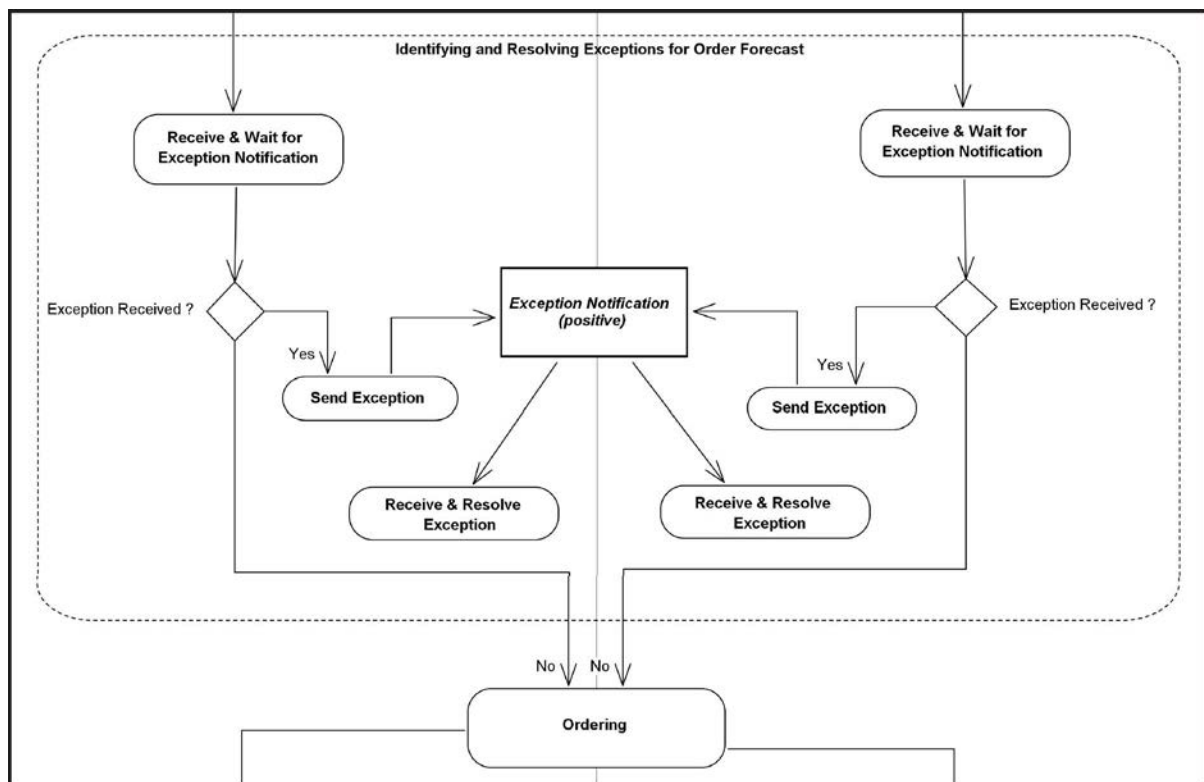 Identifying and Resolving Exceptions for Order Forecast
Receive & Wait for
Exception Notification
Receive & Wait for
Exception Notification
Exception Received ?
Exception Notification
(positive)
Exception Received ?
Yes
Yes
Send Exception
Send Exception
Receive & Resolve
Exception
Receive & Resolve
Exception
No
No
Ordering